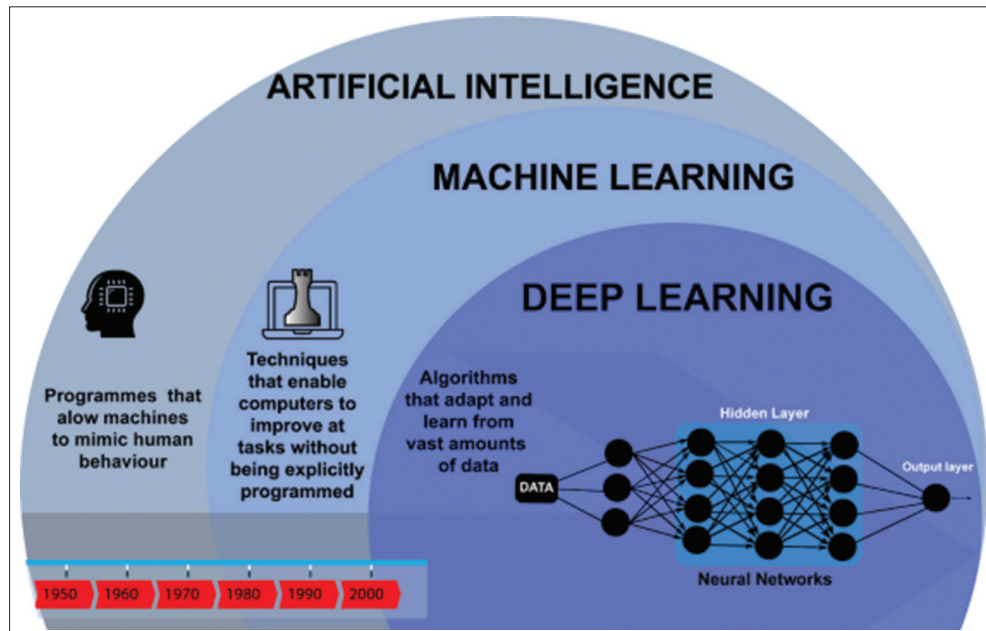 ARTIFICIAL INTELLIGENCE
MACHINE LEARNING
DEEP LEARNING
Programmes that
alow machines
to mimic human
behaviour
Techniques
that enable
computers to
improve at
tasks without
being explicitly
programmed
Algorithms
that adapt and
learn from
vast amounts
of data
Hidden Layer
Output layer
DATA
Neural Networks
1950 1960 1970 1980 1990 2000